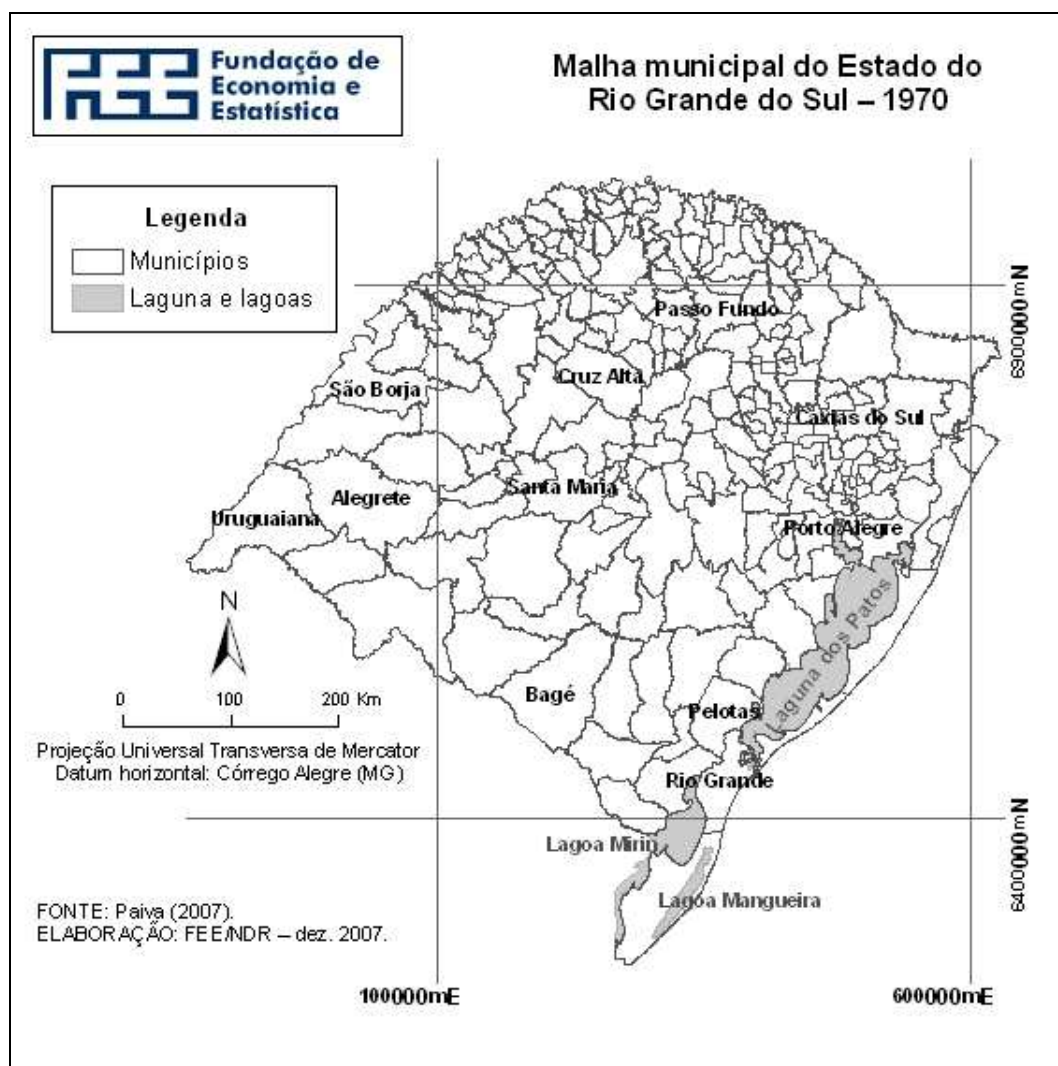 Fundação de
Economia e
Estatística
Malha municipal do Estado do
Rio Grande do Sul – 1970
Legenda
Municípios
Laguna e lagoas
Passo Fundo
6900000mN
São Borja
Cruz Alta
Caxias do Sul
Alegrete
Santa Maria
Uruguaiana
Porto Alegre
N
Laguna dos Patos
0 100 200 Km
Bagé
Pelotas
Projeção Universal Transversa de Mercator
Datum horizontal: Córrego Alegre (MG)
Rio Grande
6400000mN
Lagoa Mirin
Lagoa Mangueira
FONTE: Paiva (2007).
ELABORAÇÃO: FEE/NDR – dez. 2007.
100000mE
600000mE